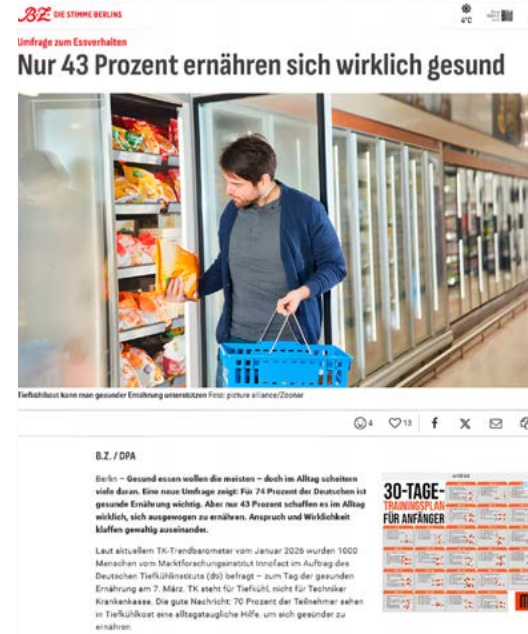 B.Z. DIE STIMME BERLINS
4°C
Bild
Umfrage zum Essverhalten
Nur 43 Prozent ernähren sich wirklich gesund
Tiefkühlkost kann man gesunder Ernährung unterstützen Foto: picture alliance/Zoonar
4
13
B.Z. / DPA
Berlin – Gesund essen wollen die meisten – doch im Alltag scheitern
viele daran. Eine neue Umfrage zeigt: Für 74 Prozent der Deutschen ist
gesunde Ernährung wichtig. Aber nur 43 Prozent schaffen es im Alltag
wirklich, sich ausgewogen zu ernähren. Anspruch und Wirklichkeit
klaffen gewaltig auseinander.
Laut aktuellem TK-Trendbarometer vom Januar 2026 wurden 1000
Menschen vom Marktforschungsinstitut Innofact im Auftrag des
Deutschen Tiefkühlinstituts (dti) befragt – zum Tag der gesunden
Ernährung am 7. März. TK steht für Tiefkühl, nicht für Techniker
Krankenkasse. Die gute Nachricht: 70 Prozent der Teilnehmer sehen
in Tiefkühlkost eine alltagstaugliche Hilfe, um sich gesünder zu
ernähren.
ANZEIGE
30-TAGE-
TRAININGSPLAN
FÜR ANFÄNGER